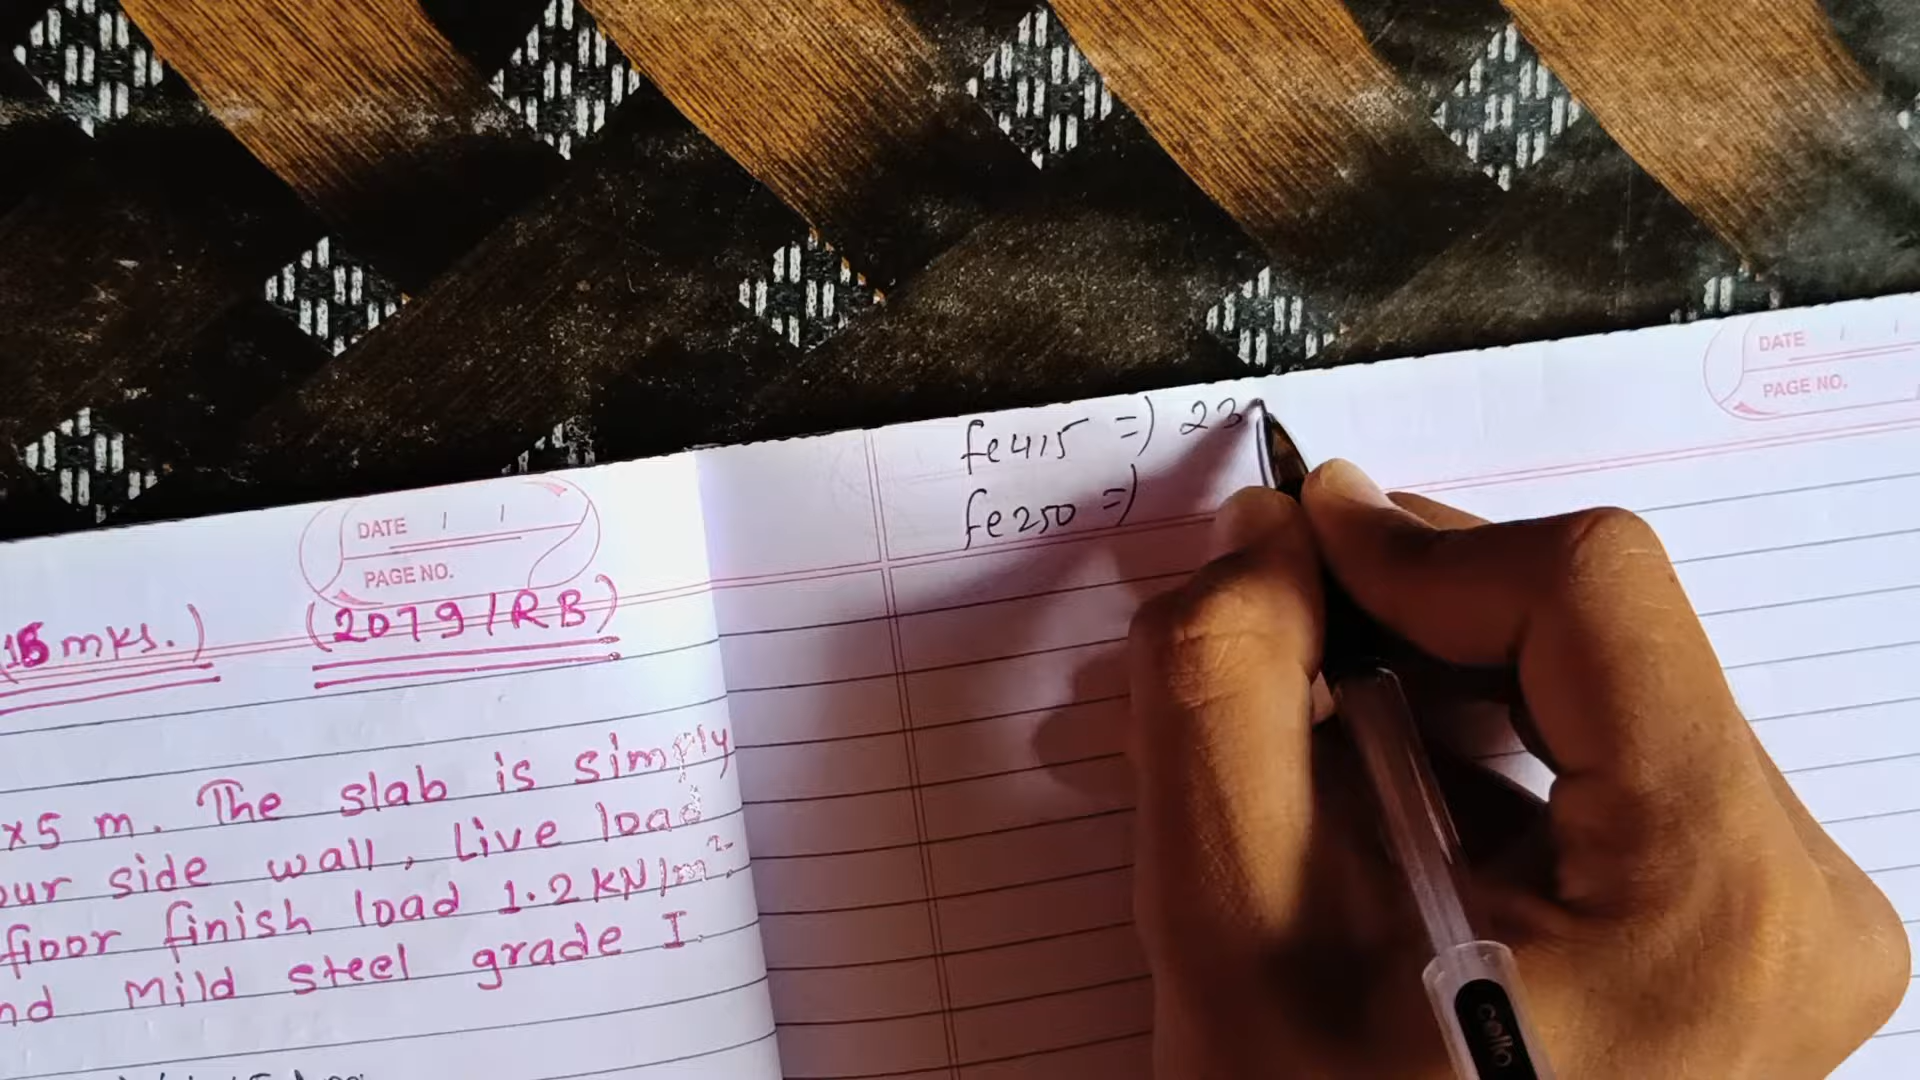 fe415 => 23
fe250 =>
DATE / /
PAGE NO.
DATE / /
PAGE NO.
mks.) (2079/RB)
x5 m. The slab is simply
our side wall, Live load
floor finish load 1.2 KN/m²
nd Mild steel grade I.
cello